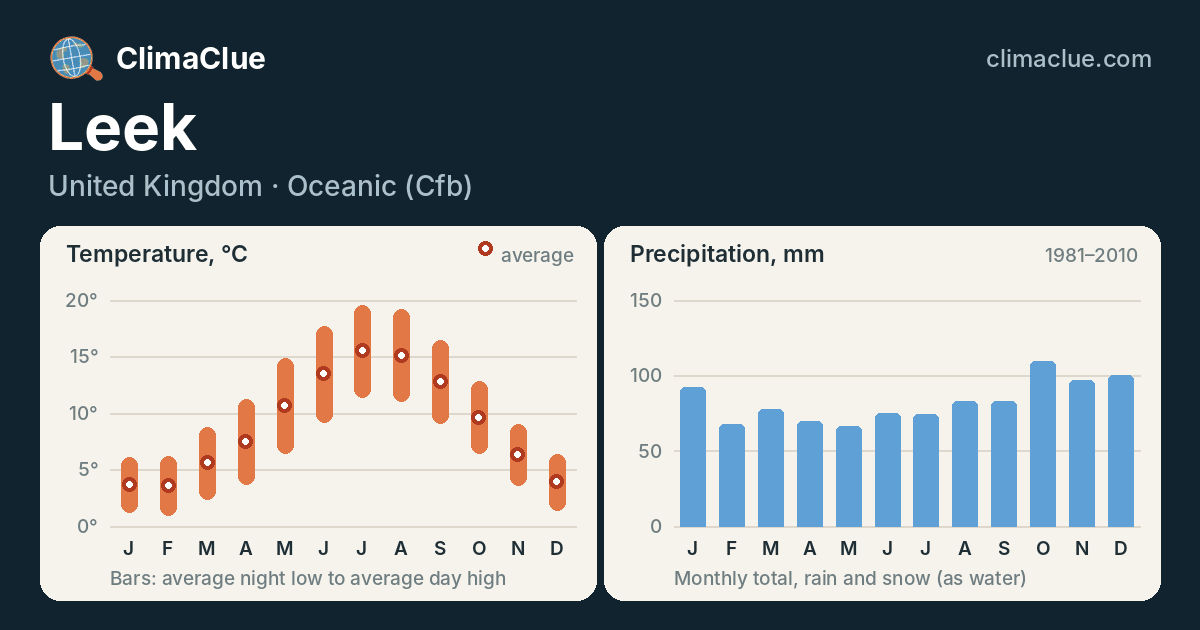 ClimaClue
climaclue.com
Leek
United Kingdom · Oceanic (Cfb)
Temperature, °C
average
20°
15°
10°
5°
0°
J F M A M J J A S O N D
Bars: average night low to average day high
Precipitation, mm
1981–2010
150
100
50
0
J F M A M J J A S O N D
Monthly total, rain and snow (as water)